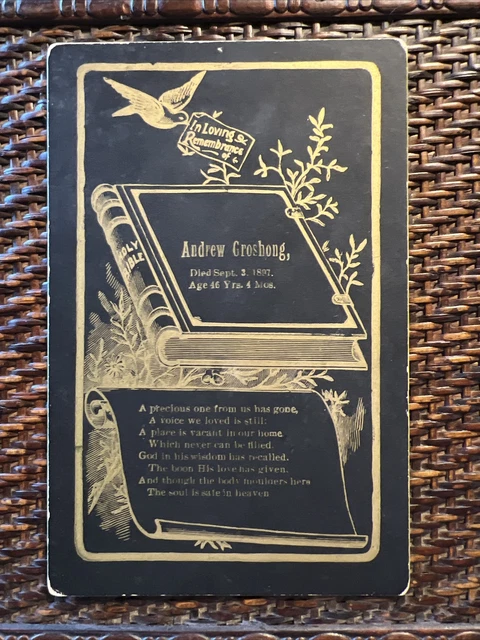 In Loving
Remembrance
of
HOLY
BIBLE
Andrew Groshong,
Died Sept. 3, 1897.
Age 46 Yrs. 4 Mos.
A precious one from us has gone,
A voice we loved is still;
A place is vacant in our home
Which never can be filled.
God in his wisdom has recalled,
The boon His love has given.
And though the body moulders here
The soul is safe in heaven